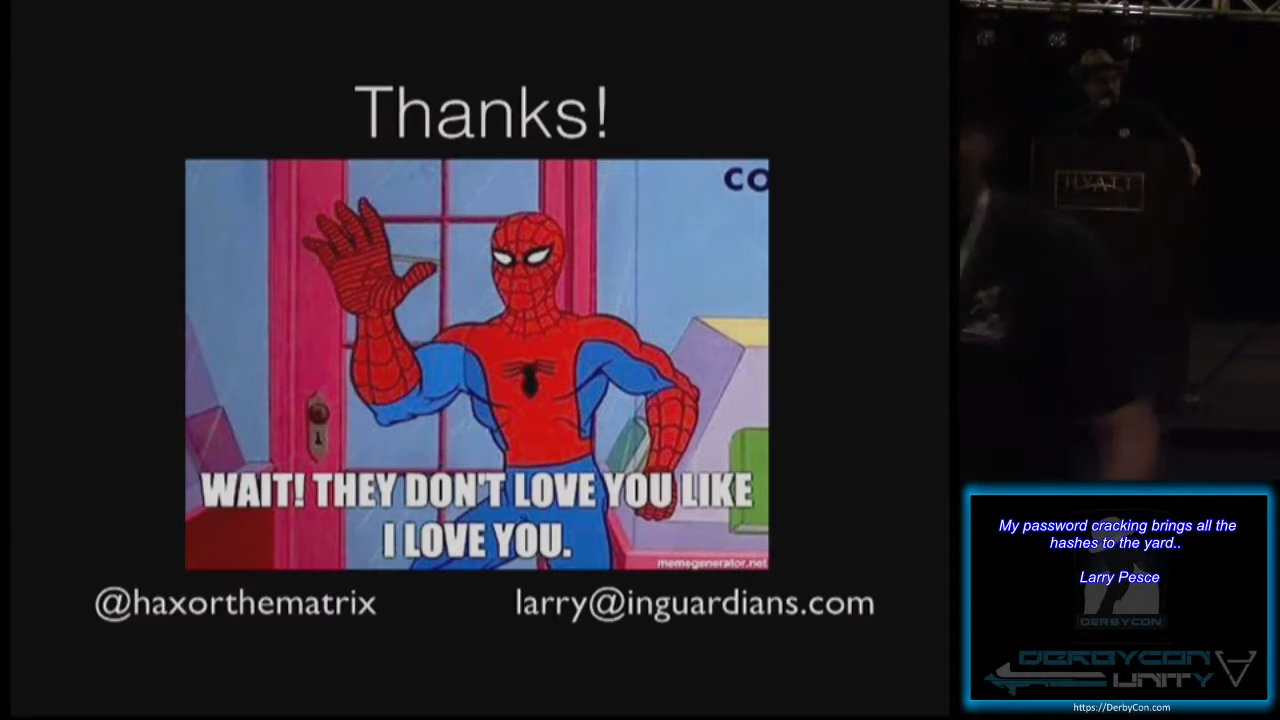 Thanks!
CO
WAIT! THEY DON'T LOVE YOU LIKE
I LOVE YOU.
memegenerator.net
@haxorthematrix
larry@inguardians.com
HYATT
My password cracking brings all the
hashes to the yard..
Larry Pesce
DERBYCON
DERBYCON
UNITY
https://DerbyCon.com